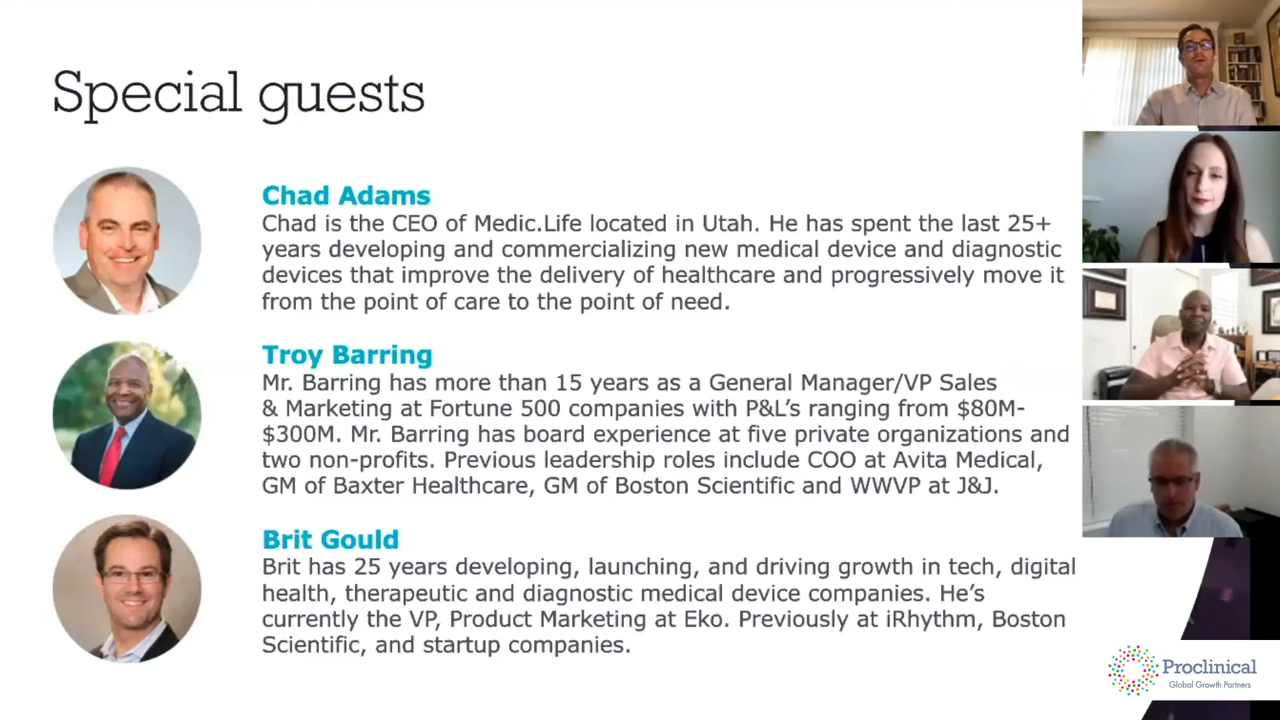 Special guests
Chad Adams
Chad is the CEO of Medic.Life located in Utah. He has spent the last 25+
years developing and commercializing new medical device and diagnostic
devices that improve the delivery of healthcare and progressively move it
from the point of care to the point of need.
Troy Barring
Mr. Barring has more than 15 years as a General Manager/VP Sales
& Marketing at Fortune 500 companies with P&L's ranging from $80M-
$300M. Mr. Barring has board experience at five private organizations and
two non-profits. Previous leadership roles include COO at Avita Medical,
GM of Baxter Healthcare, GM of Boston Scientific and WWVP at J&J.
Brit Gould
Brit has 25 years developing, launching, and driving growth in tech, digital
health, therapeutic and diagnostic medical device companies. He's
currently the VP, Product Marketing at Eko. Previously at iRhythm, Boston
Scientific, and startup companies.
Proclinical
Global Growth Partners